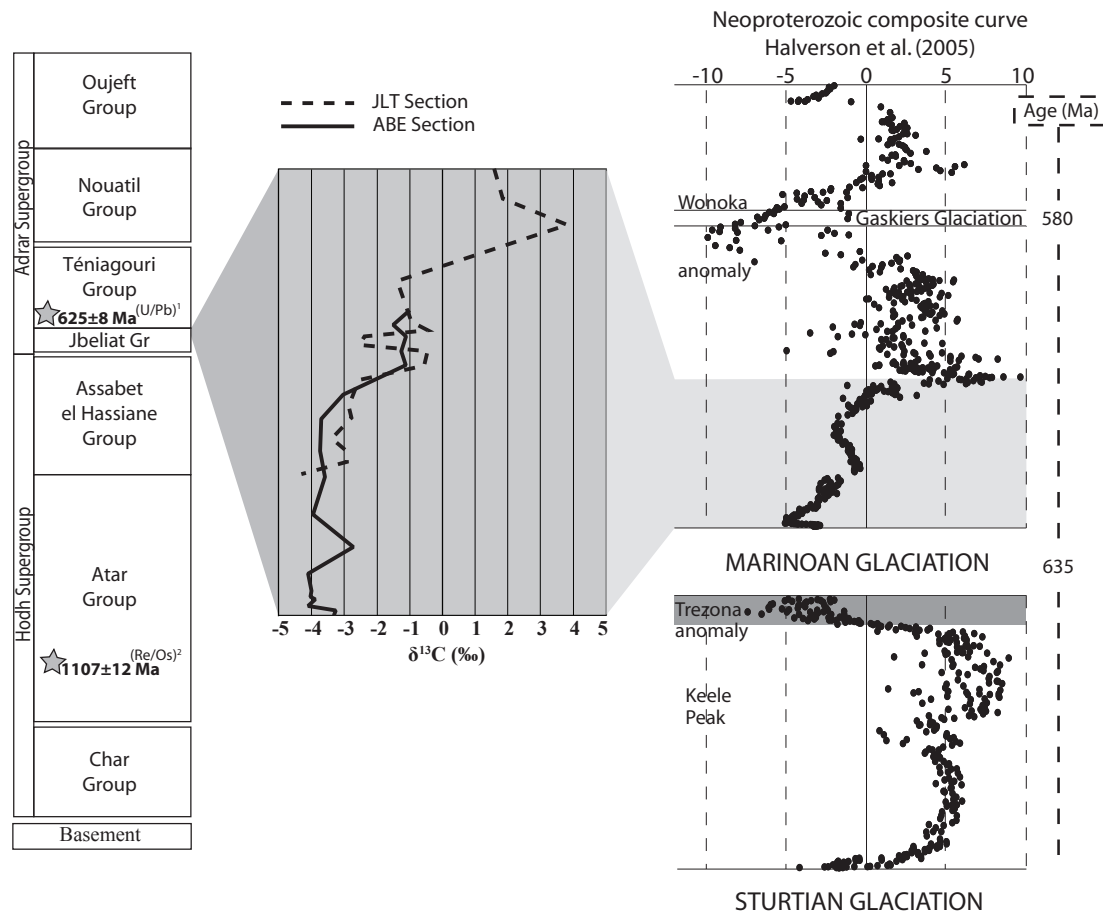 Neoproterozoic composite curve
Halverson et al. (2005)
-10 -5 0 5 10
Age (Ma)
Adrar Supergroup
Oujeft
Group
Nouatil
Group
Téniagouri
Group
625±8 Ma (U/Pb)1
Jbeliat Gr
Hodh Supergroup
Assabet
el Hassiane
Group
Atar
Group
(Re/Os)2
1107±12 Ma
Char
Group
Basement
JLT Section
ABE Section
-5 -4 -3 -2 -1 0 1 2 3 4 5
δ13C (‰)
Wonoka
Gaskiers Glaciation
580
anomaly
MARINOAN GLACIATION
635
Trezona
anomaly
Keele
Peak
STURTIAN GLACIATION